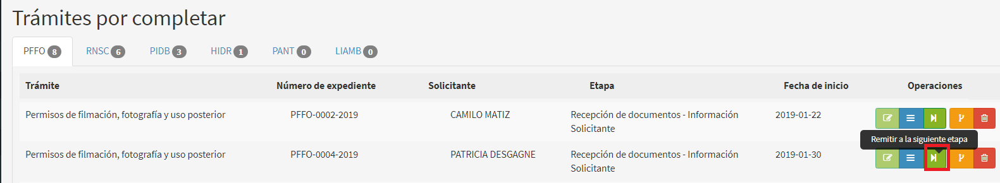 Trámites por completar
PFFO 8 RNSC 6 PIDB 3 HIDR 1 PANT 0 LIAMB 0
Trámite Número de expediente Solicitante Etapa Fecha de inicio Operaciones
Permisos de filmación, fotografía y uso posterior PFFO-0002-2019 CAMILO MATIZ Recepción de documentos - Información 2019-01-22
Solicitante
Remitir a la siguiente etapa
Permisos de filmación, fotografía y uso posterior PFFO-0004-2019 PATRICIA DESGAGNE Recepción de documentos - Información 2019-01-30
Solicitante